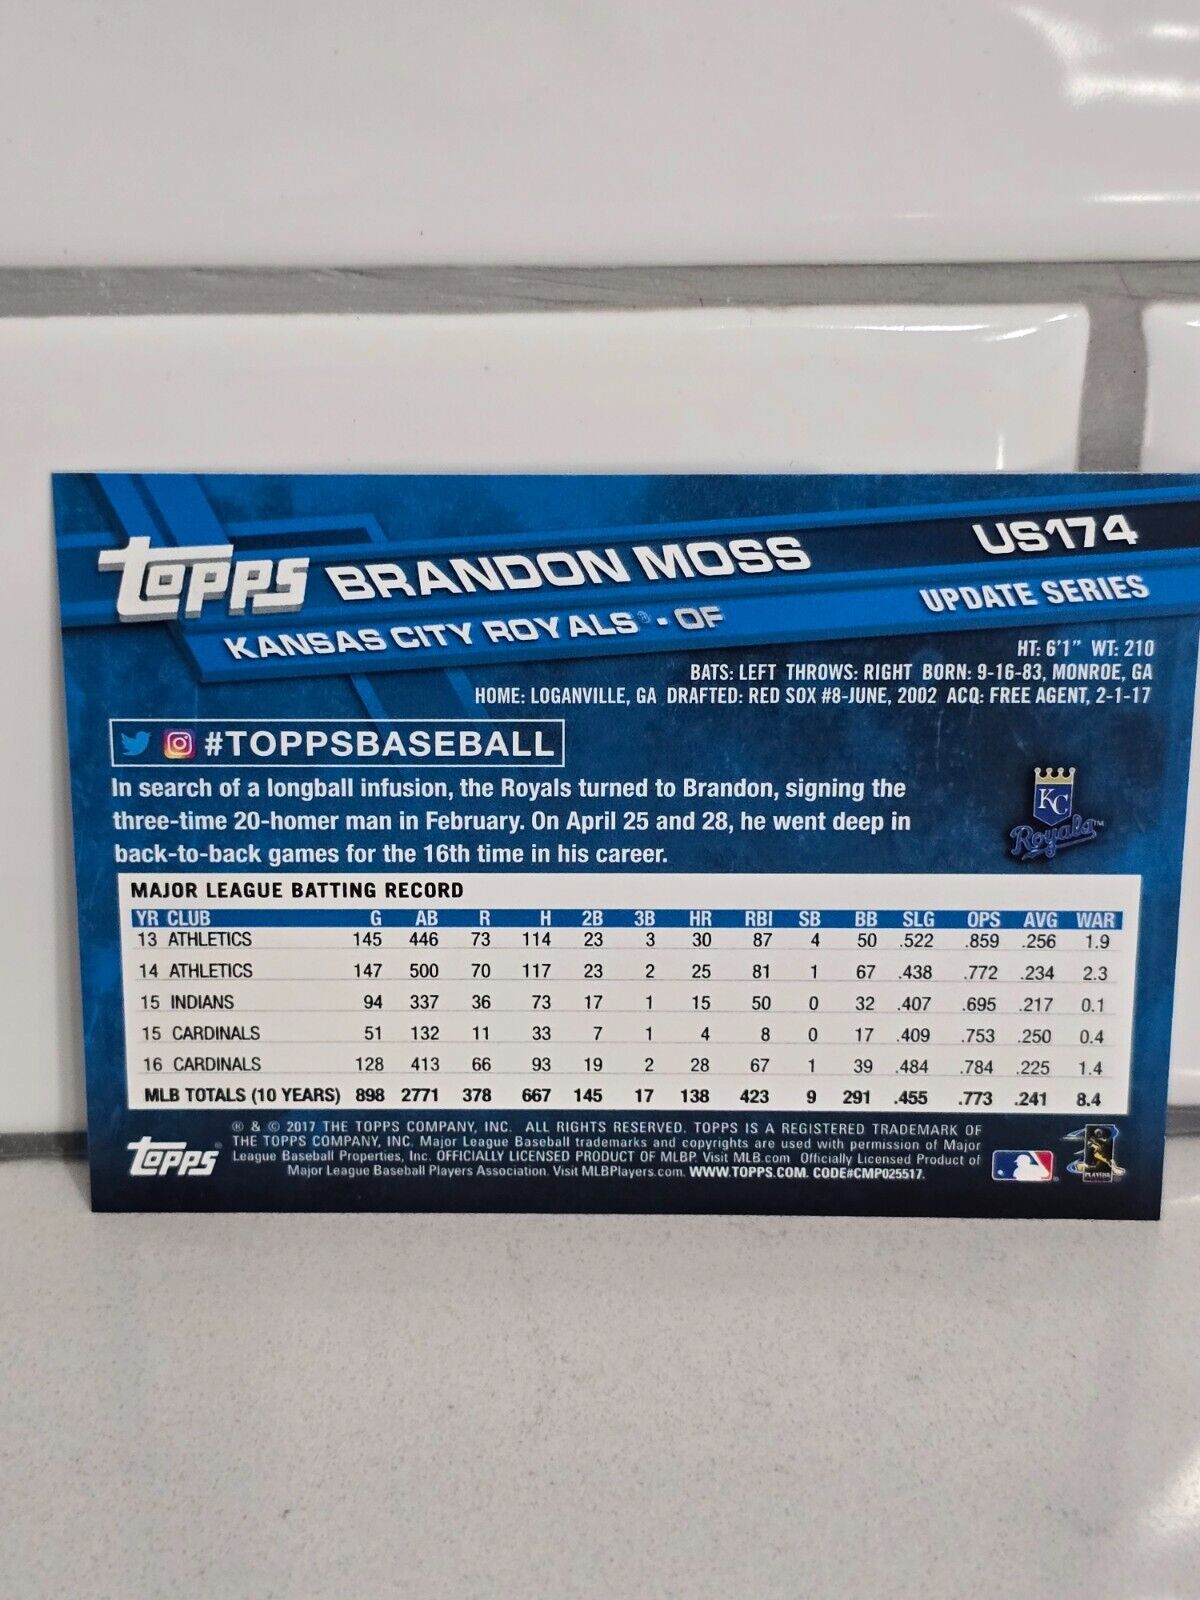 topps BRANDON MOSS US174
KANSAS CITY ROYALS® - OF UPDATE SERIES
HT: 6'1" WT: 210
BATS: LEFT THROWS: RIGHT BORN: 9-16-83, MONROE, GA
HOME: LOGANVILLE, GA DRAFTED: RED SOX #8-JUNE, 2002 ACQ: FREE AGENT, 2-1-17
#TOPPSBASEBALL
In search of a longball infusion, the Royals turned to Brandon, signing the
three-time 20-homer man in February. On April 25 and 28, he went deep in
back-to-back games for the 16th time in his career.
KC
Royals™
MAJOR LEAGUE BATTING RECORD
YR CLUB G AB R H 2B 3B HR RBI SB BB SLG OPS AVG WAR
13 ATHLETICS 145 446 73 114 23 3 30 87 4 50 .522 .859 .256 1.9
14 ATHLETICS 147 500 70 117 23 2 25 81 1 67 .438 .772 .234 2.3
15 INDIANS 94 337 36 73 17 1 15 50 0 32 .407 .695 .217 0.1
15 CARDINALS 51 132 11 33 7 1 4 8 0 17 .409 .753 .250 0.4
16 CARDINALS 128 413 66 93 19 2 28 67 1 39 .484 .784 .225 1.4
MLB TOTALS (10 YEARS) 898 2771 378 667 145 17 138 423 9 291 .455 .773 .241 8.4
topps®
® & © 2017 THE TOPPS COMPANY, INC. ALL RIGHTS RESERVED. TOPPS IS A REGISTERED TRADEMARK OF
THE TOPPS COMPANY, INC. Major League Baseball trademarks and copyrights are used with permission of Major
League Baseball Properties, Inc. OFFICIALLY LICENSED PRODUCT OF MLBP. Visit MLB.com Officially Licensed Product of
Major League Baseball Players Association. Visit MLBPlayers.com. WWW.TOPPS.COM. CODE#CMP025517.
PLAYERS